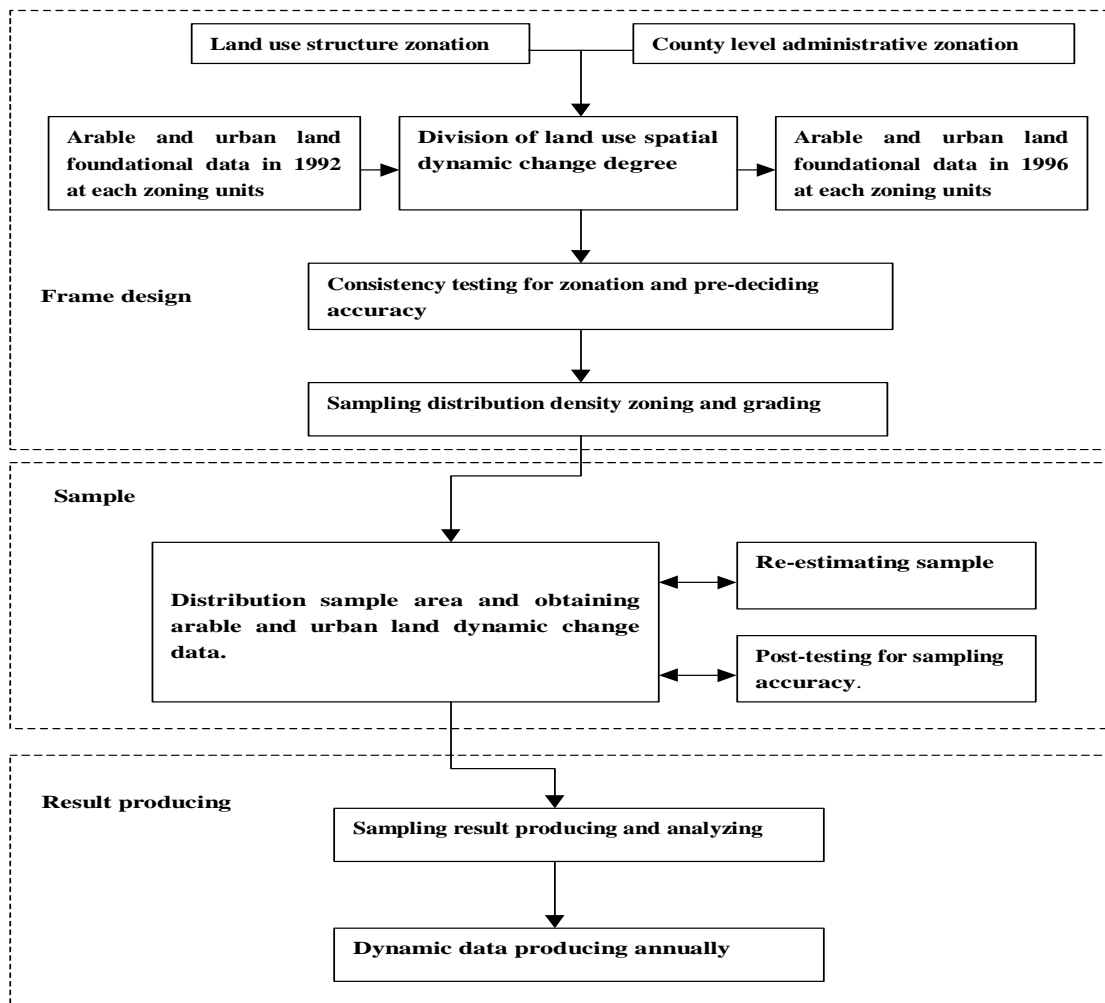 Land use structure zonation
County level administrative zonation
Arable and urban land
foundational data in 1992
at each zoning units
Division of land use spatial
dynamic change degree
Arable and urban land
foundational data in 1996
at each zoning units
Frame design
Consistency testing for zonation and pre-deciding
accuracy
Sampling distribution density zoning and grading
Sample
Distribution sample area and obtaining
arable and urban land dynamic change
data.
Re-estimating sample
Post-testing for sampling
accuracy.
Result producing
Sampling result producing and analyzing
Dynamic data producing annually